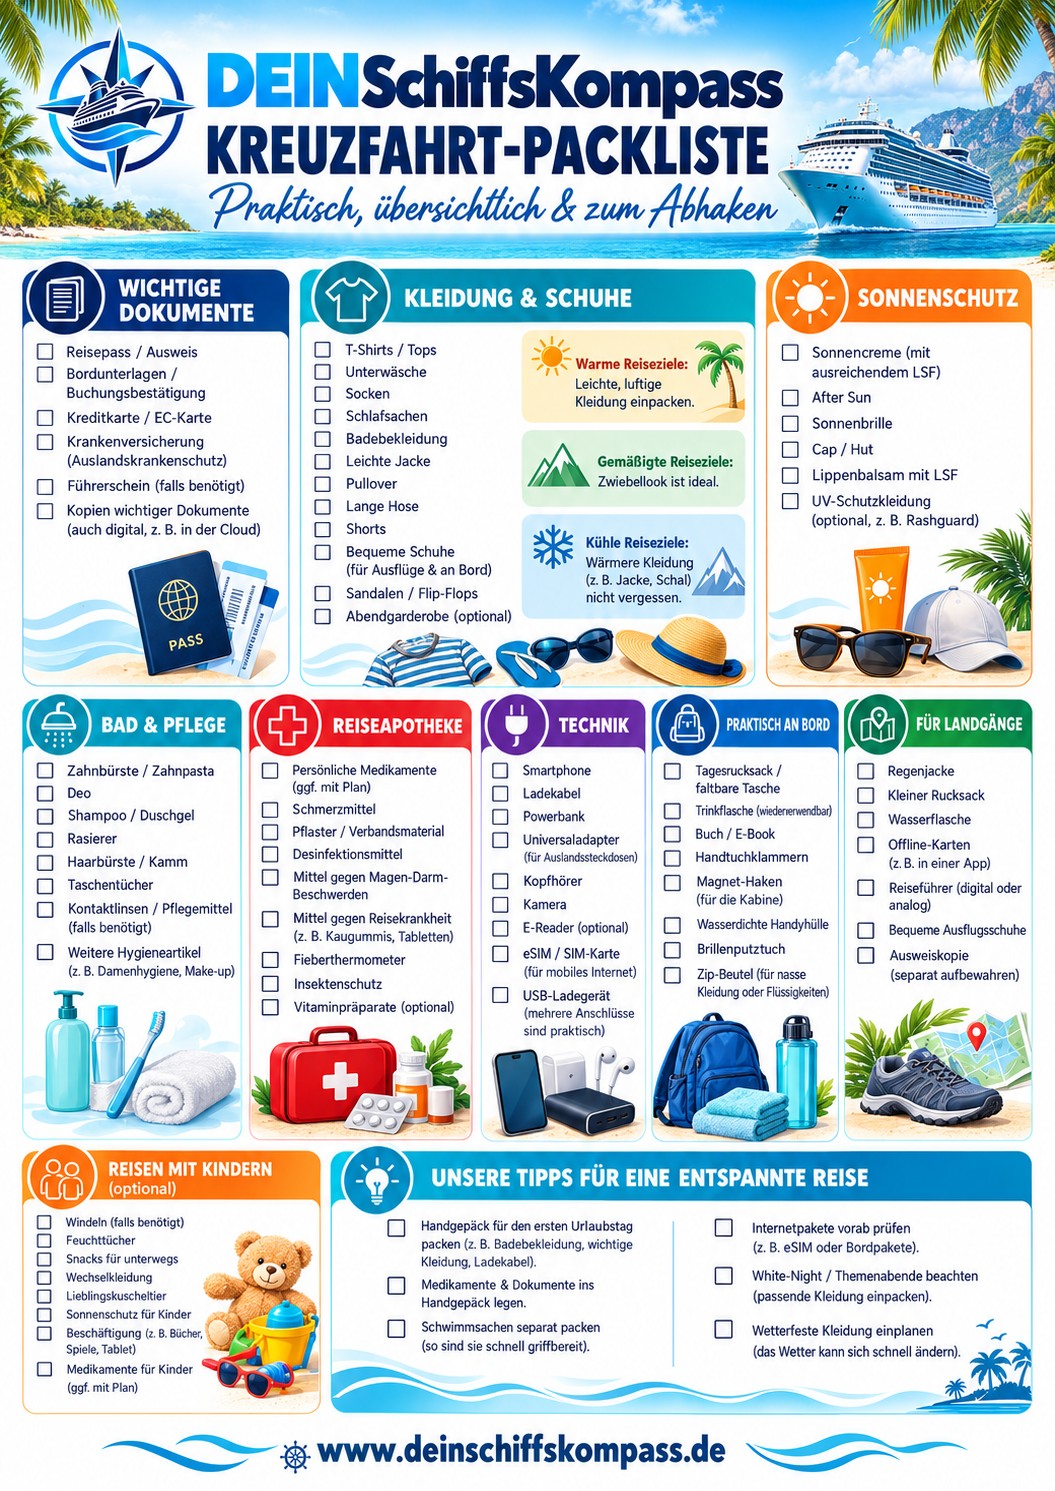 DEINSchiffsKompass
KREUZFAHRT-PACKLISTE
Praktisch, übersichtlich & zum Abhaken
WICHTIGE
DOKUMENTE
Reisepass / Ausweis
Bordunterlagen /
Buchungsbestätigung
Kreditkarte / EC-Karte
Krankenversicherung
(Auslandskrankenschutz)
Führerschein (falls benötigt)
Kopien wichtiger Dokumente
(auch digital, z. B. in der Cloud)
PASS
KLEIDUNG & SCHUHE
T-Shirts / Tops
Unterwäsche
Socken
Schlafsachen
Badebekleidung
Leichte Jacke
Pullover
Lange Hose
Shorts
Bequeme Schuhe
(für Ausflüge & an Bord)
Sandalen / Flip-Flops
Abendgarderobe (optional)
Warme Reiseziele:
Leichte, luftige
Kleidung einpacken.
Gemäßigte Reiseziele:
Zwiebellook ist ideal.
Kühle Reiseziele:
Wärmere Kleidung
(z. B. Jacke, Schal)
nicht vergessen.
SONNENSCHUTZ
Sonnencreme (mit
ausreichendem LSF)
After Sun
Sonnenbrille
Cap / Hut
Lippenbalsam mit LSF
UV-Schutzkleidung
(optional, z. B. Rashguard)
BAD & PFLEGE
Zahnbürste / Zahnpasta
Deo
Shampoo / Duschgel
Rasierer
Haarbürste / Kamm
Taschentücher
Kontaktlinsen / Pflegemittel
(falls benötigt)
Weitere Hygieneartikel
(z. B. Damenhygiene, Make-up)
REISEAPOTHEKE
Persönliche Medikamente
(ggf. mit Plan)
Schmerzmittel
Pflaster / Verbandsmaterial
Desinfektionsmittel
Mittel gegen Magen-Darm-
Beschwerden
Mittel gegen Reisekrankheit
(z. B. Kaugummis, Tabletten)
Fieberthermometer
Insektenschutz
Vitaminpräparate (optional)
TECHNIK
Smartphone
Ladekabel
Powerbank
Universaladapter
(für Auslandssteckdosen)
Kopfhörer
Kamera
E-Reader (optional)
eSIM / SIM-Karte
(für mobiles Internet)
USB-Ladegerät
(mehrere Anschlüsse
sind praktisch)
PRAKTISCH AN BORD
Tagesrucksack /
faltbare Tasche
Trinkflasche (wiederverwendbar)
Buch / E-Book
Handtuchklammern
Magnet-Haken
(für die Kabine)
Wasserdichte Handyhülle
Brillenputztuch
Zip-Beutel (für nasse
Kleidung oder Flüssigkeiten)
FÜR LANDGÄNGE
Regenjacke
Kleiner Rucksack
Wasserflasche
Offline-Karten
(z. B. in einer App)
Reiseführer (digital oder
analog)
Bequeme Ausflugsschuhe
Ausweiskopie
(separat aufbewahren)
REISEN MIT KINDERN
(optional)
Windeln (falls benötigt)
Feuchttücher
Snacks für unterwegs
Wechselkleidung
Lieblingskuscheltier
Sonnenschutz für Kinder
Beschäftigung (z. B. Bücher,
Spiele, Tablet)
Medikamente für Kinder
(ggf. mit Plan)
UNSERE TIPPS FÜR EINE ENTSPANNTE REISE
Handgepäck für den ersten Urlaubstag
packen (z. B. Badebekleidung, wichtige
Kleidung, Ladekabel).
Medikamente & Dokumente ins
Handgepäck legen.
Schwimmsachen separat packen
(so sind sie schnell griffbereit).
Internetpakete vorab prüfen
(z. B. eSIM oder Bordpakete).
White-Night / Themenabende beachten
(passende Kleidung einpacken).
Wetterfeste Kleidung einplanen
(das Wetter kann sich schnell ändern).
www.deinschiffskompass.de